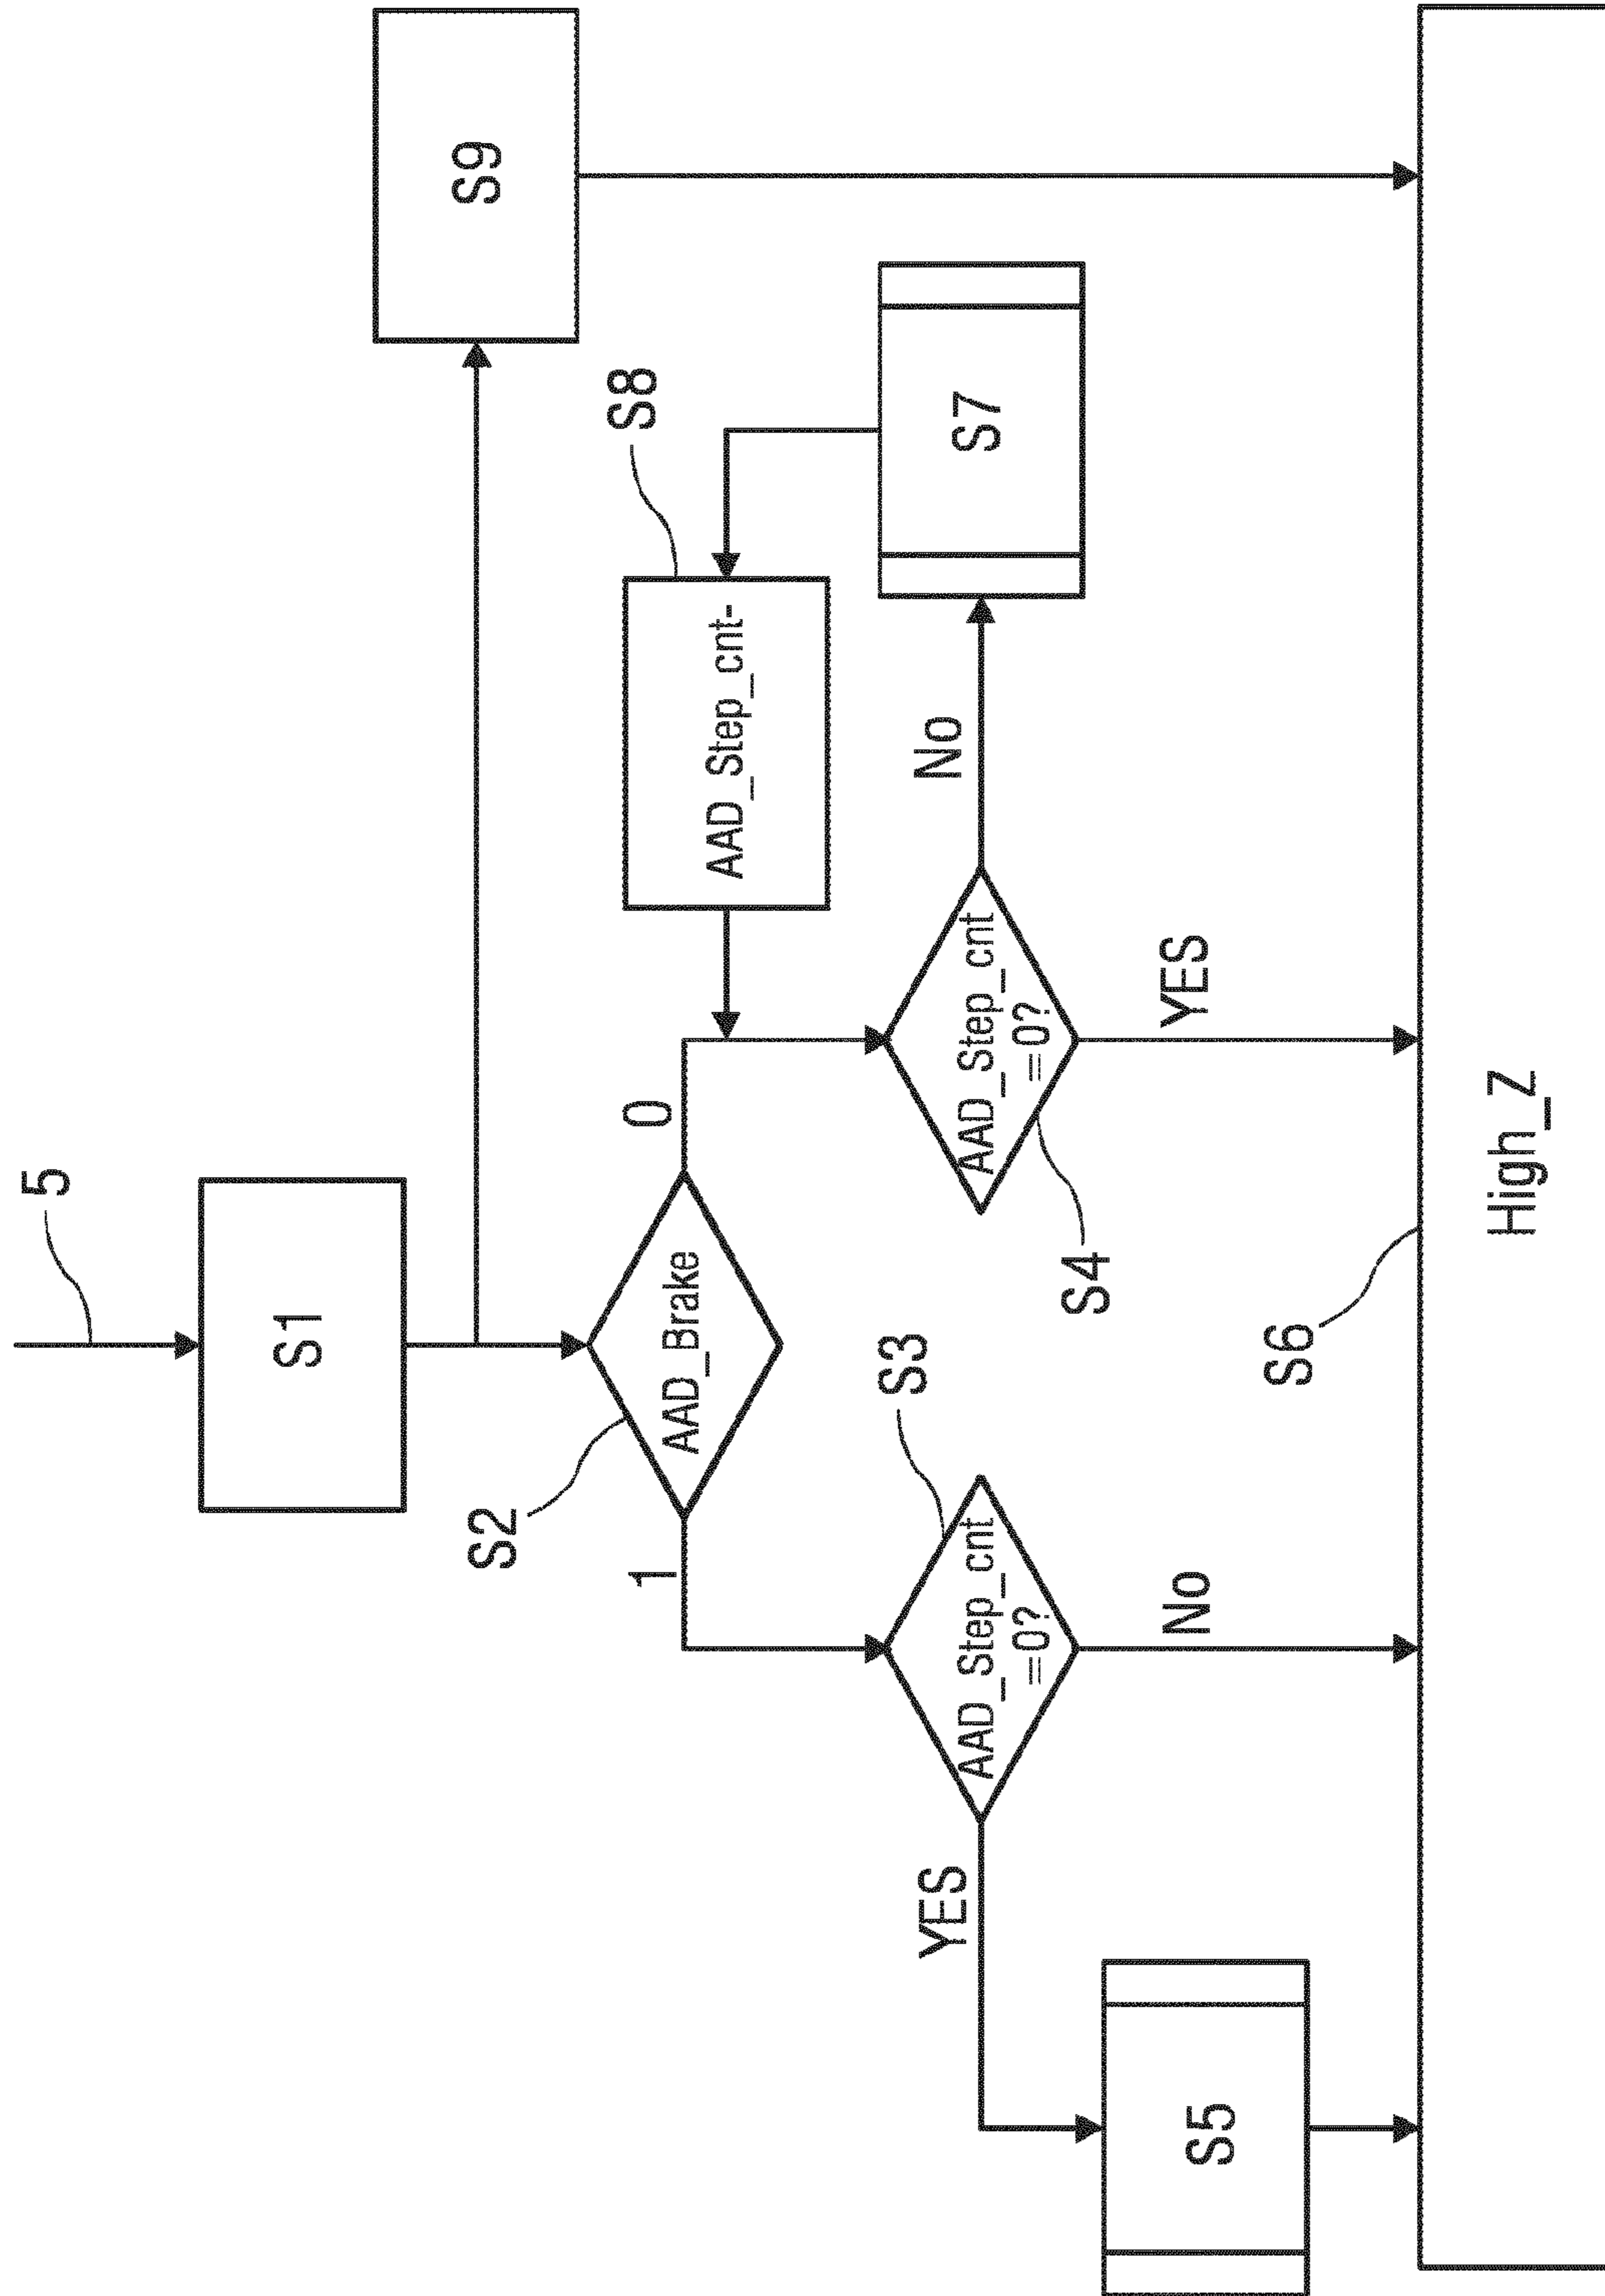 5
S1
S9
S2
AAD_Brake
1
0
S8
AAD_Step_cnt-
S3
AAD_Step_cnt
=0?
AAD_Step_cnt
=0?
S4
No
S7
YES
No
YES
S5
S6
High_Z